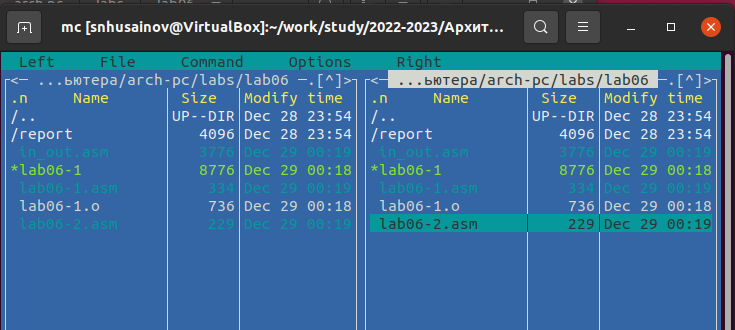 mc [snhusainov@VirtualBox]:~/work/study/2022-2023/Архит...
Left File Command Options Right
<─ ...ьютера/arch-pc/labs/lab06 ─.[^]> <─ ...ьютера/arch-pc/labs/lab06 ─.[^]>
.n Name Size Modify time .n Name Size Modify time
/.. UP--DIR Dec 28 23:54 /.. UP--DIR Dec 28 23:54
/report 4096 Dec 28 23:54 /report 4096 Dec 28 23:54
in_out.asm 3776 Dec 29 00:19 in_out.asm 3776 Dec 29 00:19
*lab06-1 8776 Dec 29 00:18 *lab06-1 8776 Dec 29 00:18
lab06-1.asm 334 Dec 29 00:19 lab06-1.asm 334 Dec 29 00:19
lab06-1.o 736 Dec 29 00:18 lab06-1.o 736 Dec 29 00:18
lab06-2.asm 229 Dec 29 00:19 lab06-2.asm 229 Dec 29 00:19